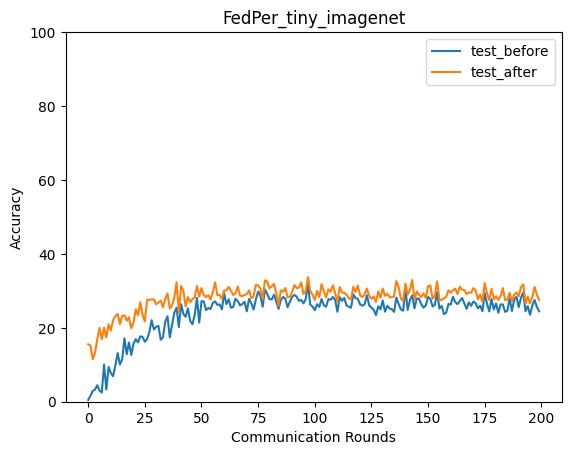 FedPer_tiny_imagenet
test_before
test_after
100
80
60
40
20
0
Accuracy
0 25 50 75 100 125 150 175 200
Communication Rounds